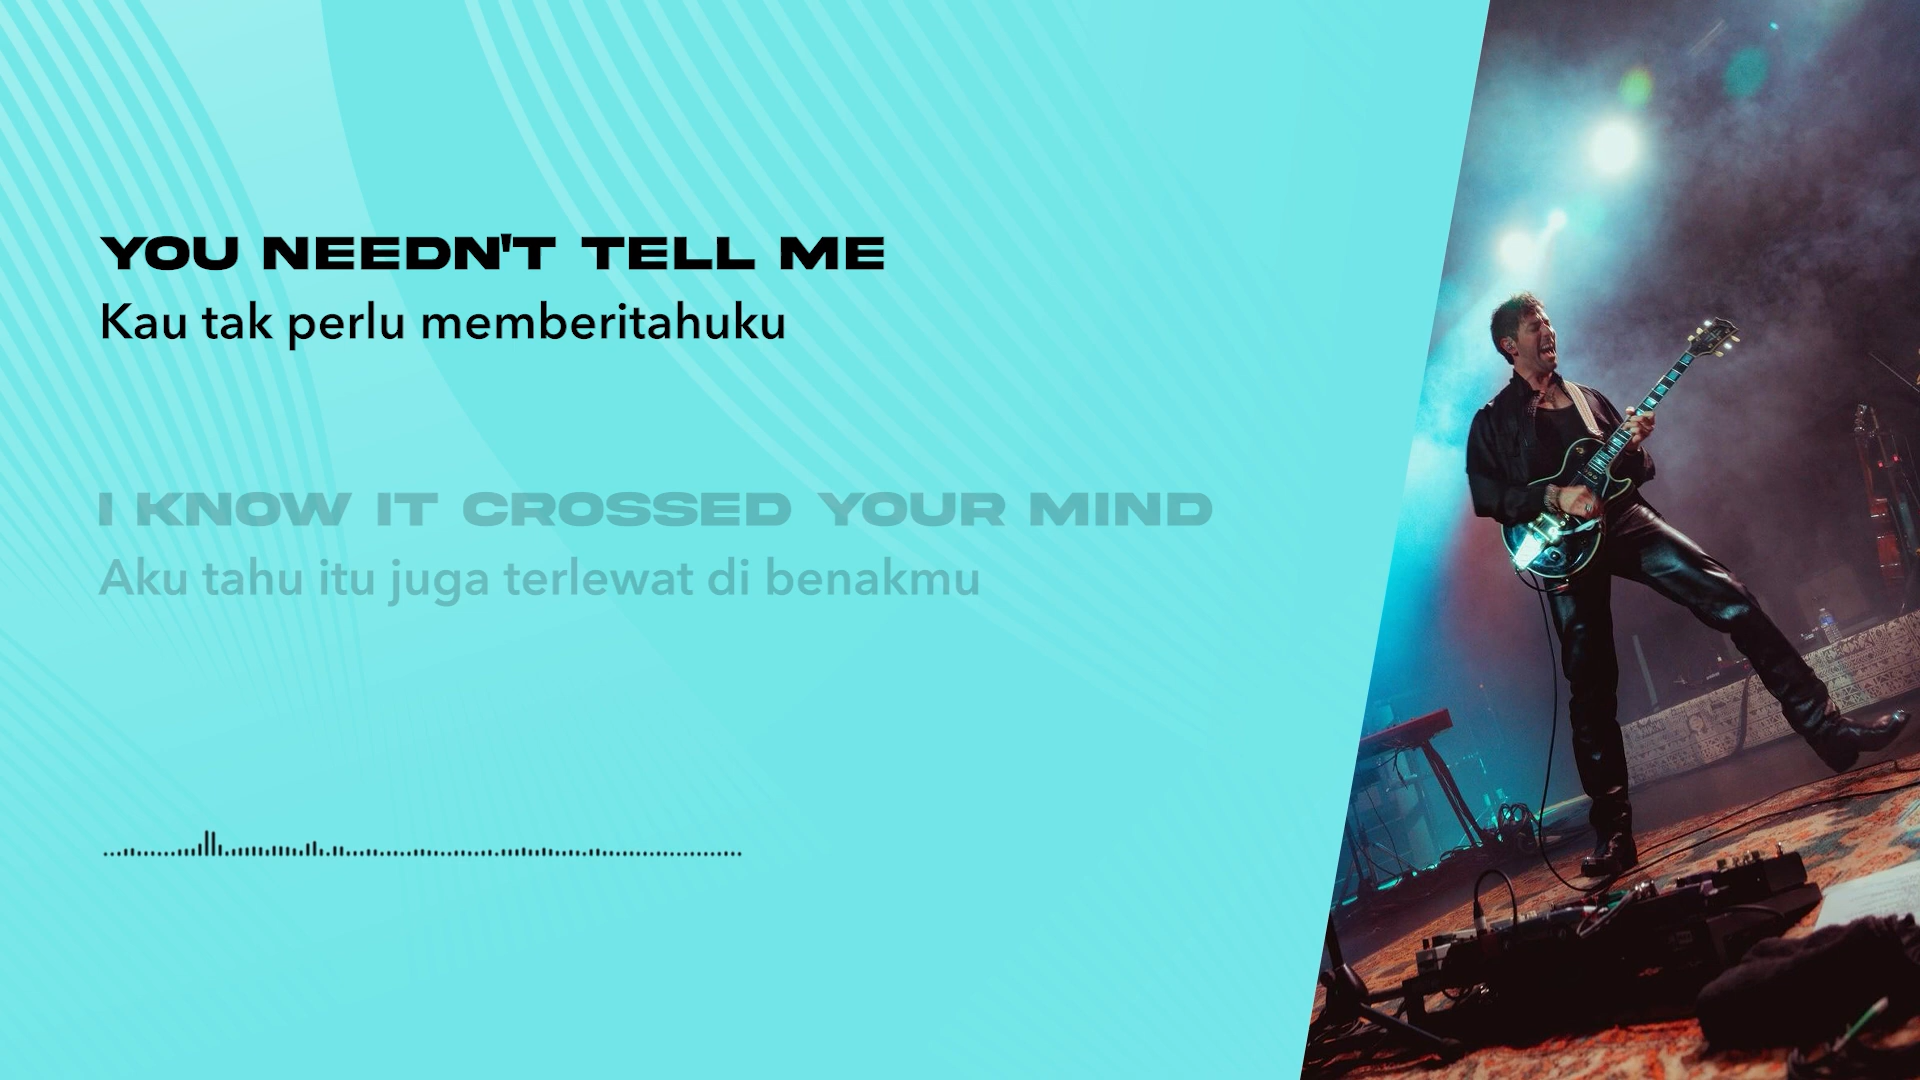 YOU NEEDN'T TELL ME
Kau tak perlu memberitahuku
I KNOW IT CROSSED YOUR MIND
Aku tahu itu juga terlewat di benakmu